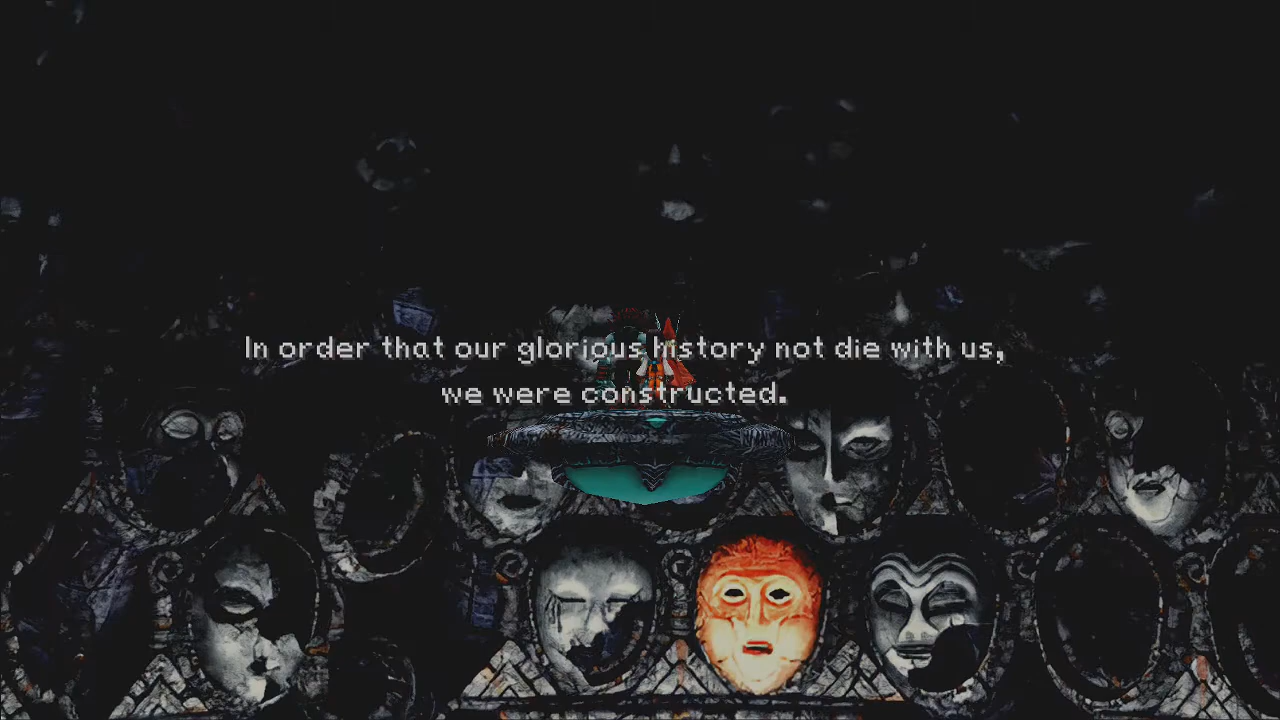 In order that our glorious history not die with us,
we were constructed.